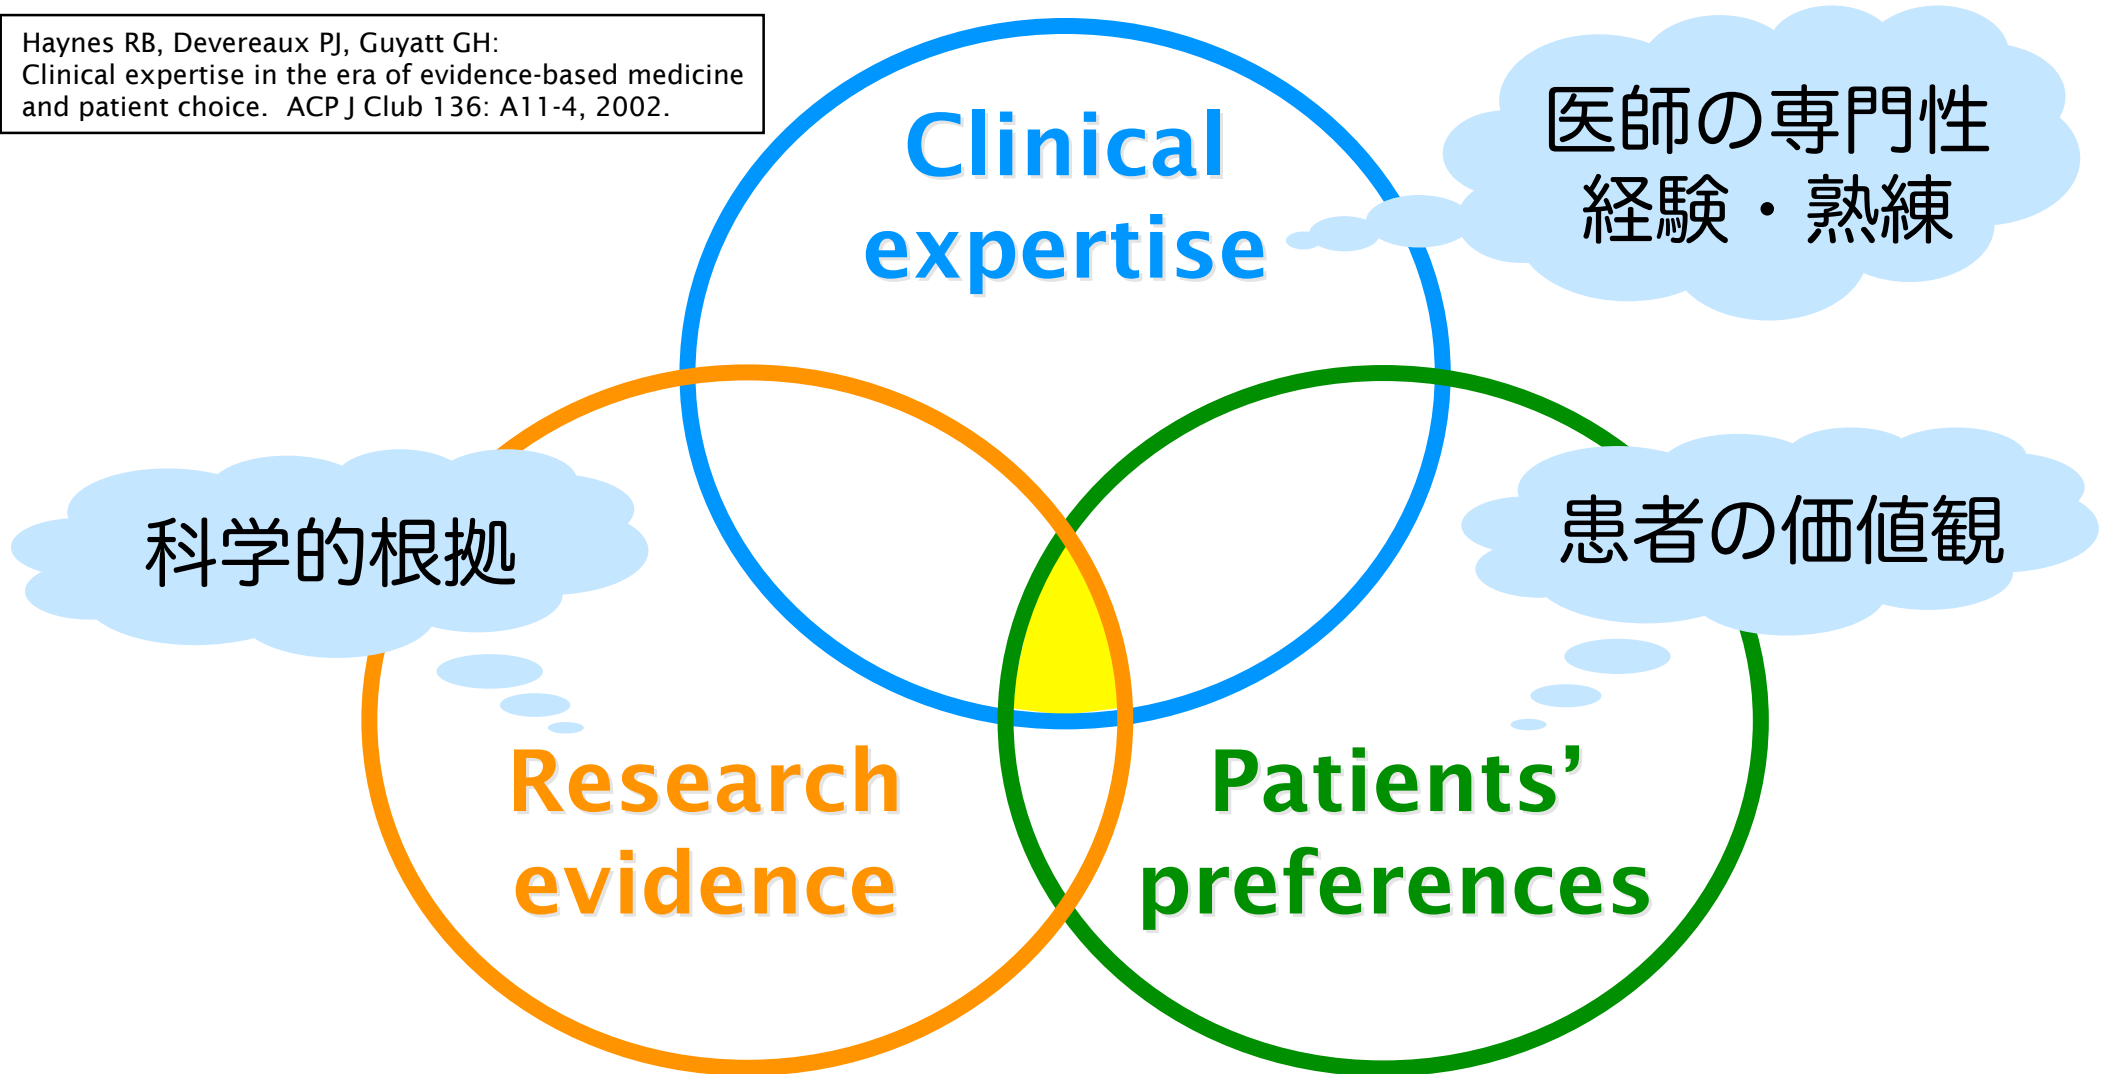 Haynes RB, Devereaux PJ, Guyatt GH:
Clinical expertise in the era of evidence-based medicine
and patient choice.  ACP J Club 136: A11-4, 2002.
Clinical
expertise
医師の専門性
経験・熟練
科学的根拠
患者の価値観
Research
evidence
Patients’
preferences